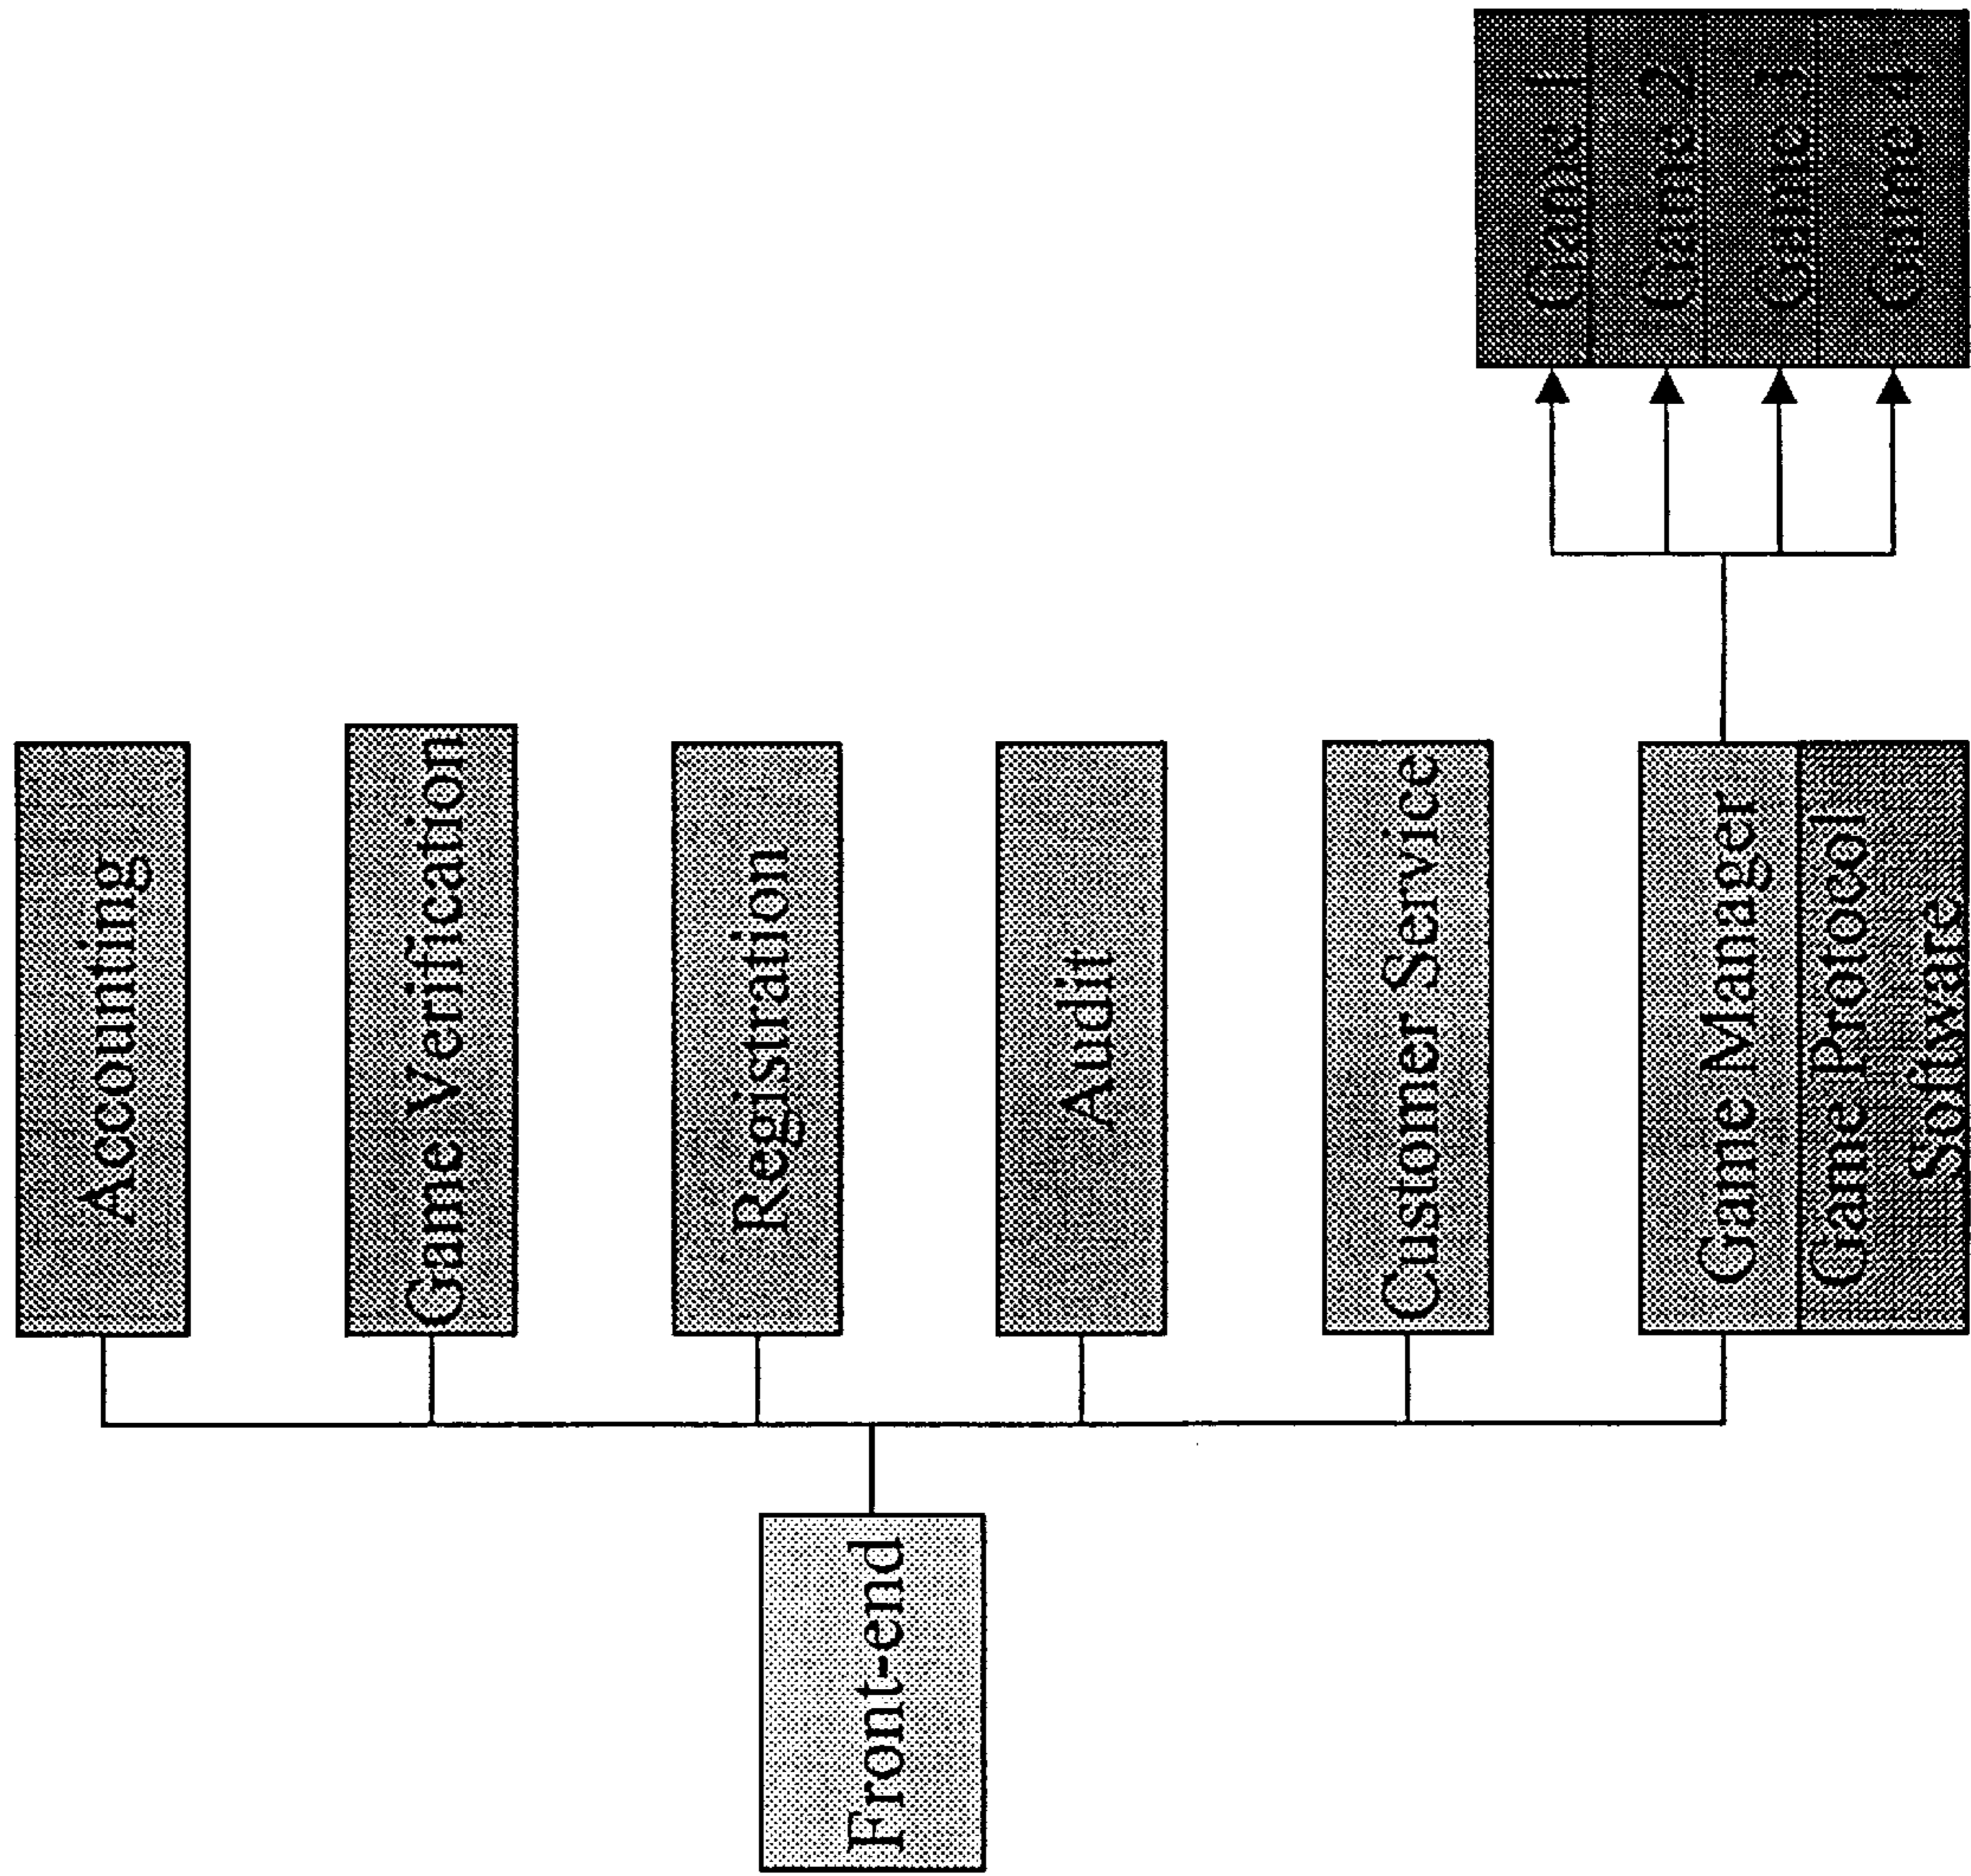 Front-end
Accounting
Game Verification
Registration
Audit
Customer Service
Game Manager
Game Protocol
Software
Game 1
Game 2
Game 3
Game 4